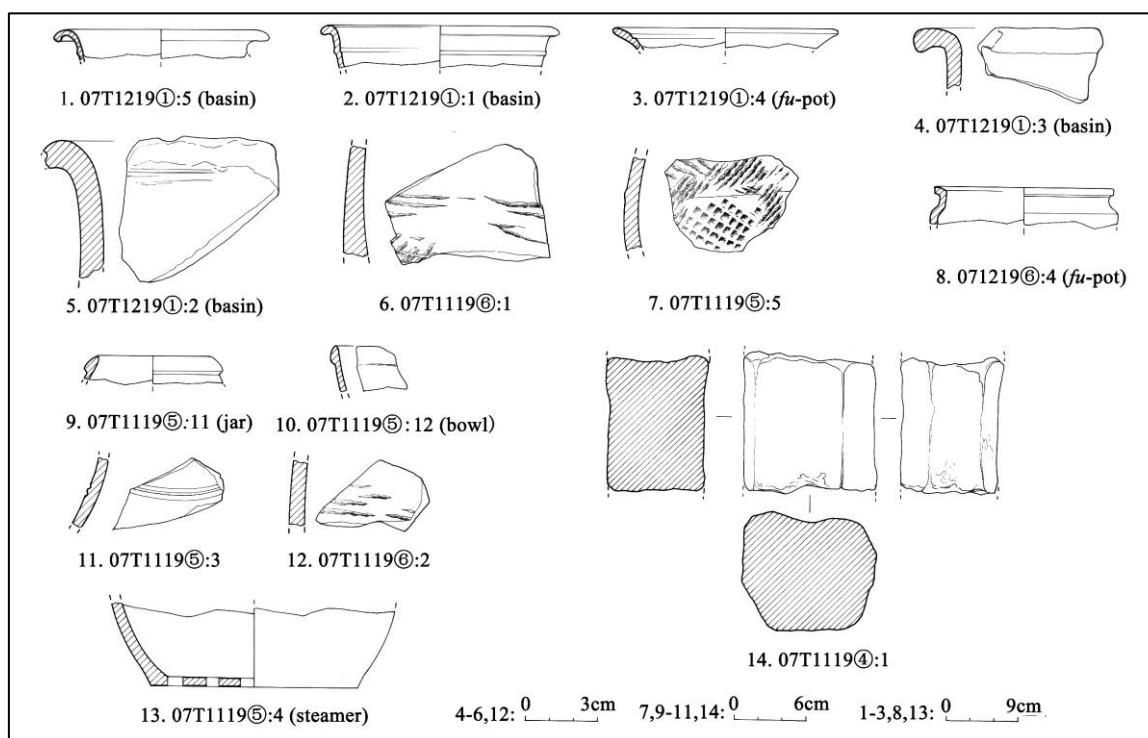 1. 07T1219①:5 (basin)
2. 07T1219①:1 (basin)
3. 07T1219①:4 (fu-pot)
4. 07T1219①:3 (basin)
5. 07T1219①:2 (basin)
6. 07T1119⑥:1
7. 07T1119⑤:5
8. 071219⑥:4 (fu-pot)
9. 07T1119⑤:11 (jar)
10. 07T1119⑤:12 (bowl)
11. 07T1119⑤:3
12. 07T1119⑥:2
13. 07T1119⑤:4 (steamer)
14. 07T1119④:1
4-6,12: 0 3cm
7,9-11,14: 0 6cm
1-3,8,13: 0 9cm